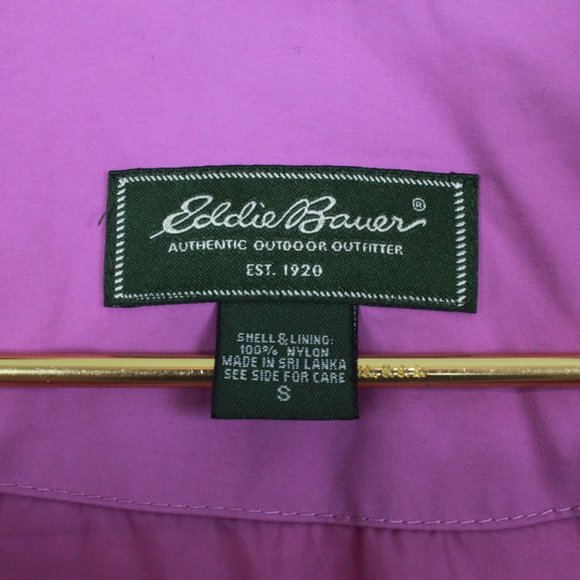 Eddie Bauer®
AUTHENTIC OUTDOOR OUTFITTER
EST. 1920
SHELL & LINING:
100% NYLON
MADE IN SRI LANKA
SEE SIDE FOR CARE
S